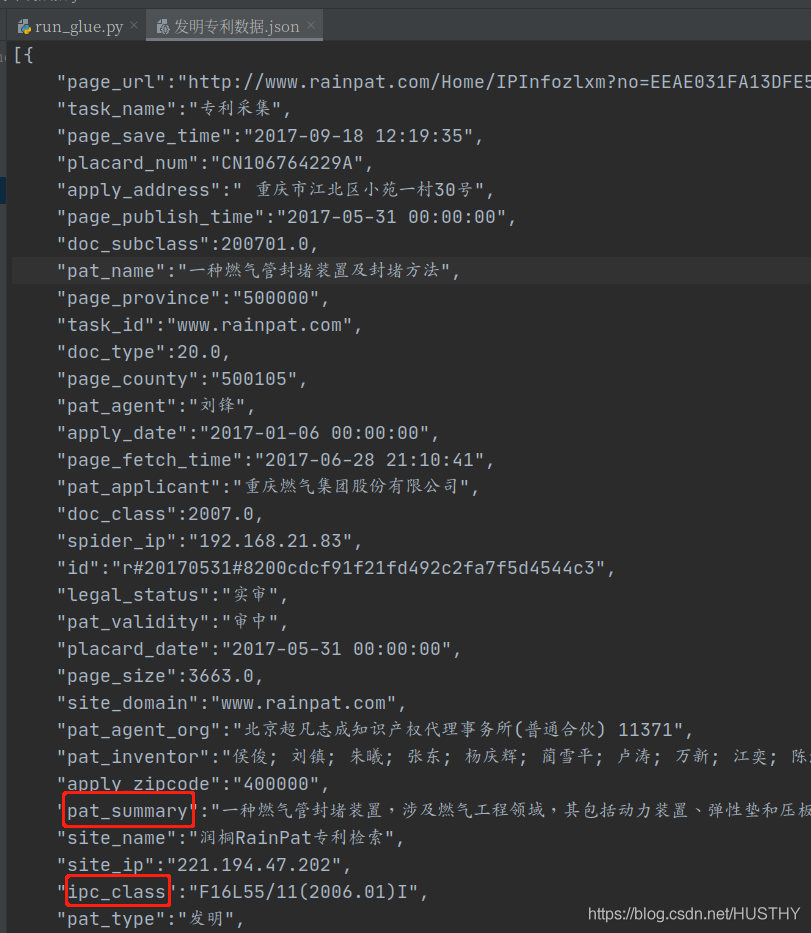 run_glue.py × 发明专利数据.json ×
[{
"page_url":"http://www.rainpat.com/Home/IPInfozlxm?no=EEAE031FA13DFE5
"task_name":"专利采集",
"page_save_time":"2017-09-18 12:19:35",
"placard_num":"CN106764229A",
"apply_address":" 重庆市江北区小苑一村30号",
"page_publish_time":"2017-05-31 00:00:00",
"doc_subclass":200701.0,
"pat_name":"一种燃气管封堵装置及封堵方法",
"page_province":"500000",
"task_id":"www.rainpat.com",
"doc_type":20.0,
"page_county":"500105",
"pat_agent":"刘锋",
"apply_date":"2017-01-06 00:00:00",
"page_fetch_time":"2017-06-28 21:10:41",
"pat_applicant":"重庆燃气集团股份有限公司",
"doc_class":2007.0,
"spider_ip":"192.168.21.83",
"id":"r#20170531#8200cdcf91f21fd492c2fa7f5d4544c3",
"legal_status":"实审",
"pat_validity":"审中",
"placard_date":"2017-05-31 00:00:00",
"page_size":3663.0,
"site_domain":"www.rainpat.com",
"pat_agent_org":"北京超凡志成知识产权代理事务所(普通合伙) 11371",
"pat_inventor":"侯俊; 刘镇; 朱曦; 张东; 杨庆辉; 蔺雪平; 卢涛; 万新; 江奕; 陈
"apply_zipcode":"400000",
"pat_summary":"一种燃气管封堵装置，涉及燃气工程领域，其包括动力装置、弹性垫和压板
"site_name":"润桐RainPat专利检索",
"site_ip":"221.194.47.202",
"ipc_class":"F16L55/11(2006.01)I",
"pat_type":"发明",
https://blog.csdn.net/HUSTHY